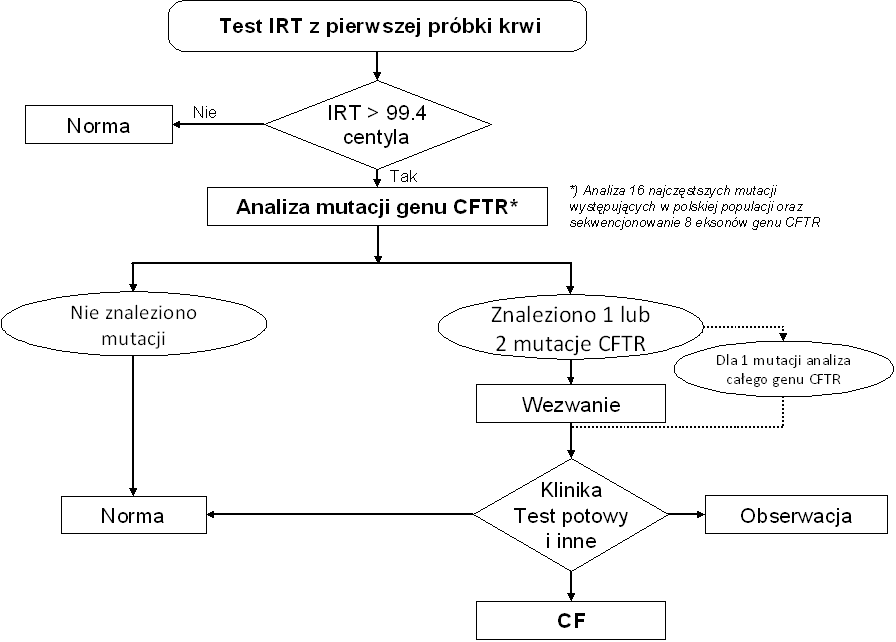 Test IRT z pierwszej próbki krwi
IRT > 99.4
centyla
Nie
Norma
Tak
Analiza mutacji genu CFTR*
*) Analiza 16 najczęstszych mutacji
występujących w polskiej populacji oraz
sekwencjonowanie 8 eksonów genu CFTR
Nie znaleziono
mutacji
Znaleziono 1 lub
2 mutacje CFTR
Dla 1 mutacji analiza
całego genu CFTR
Wezwanie
Klinika
Test potowy
i inne
Norma
Obserwacja
CF